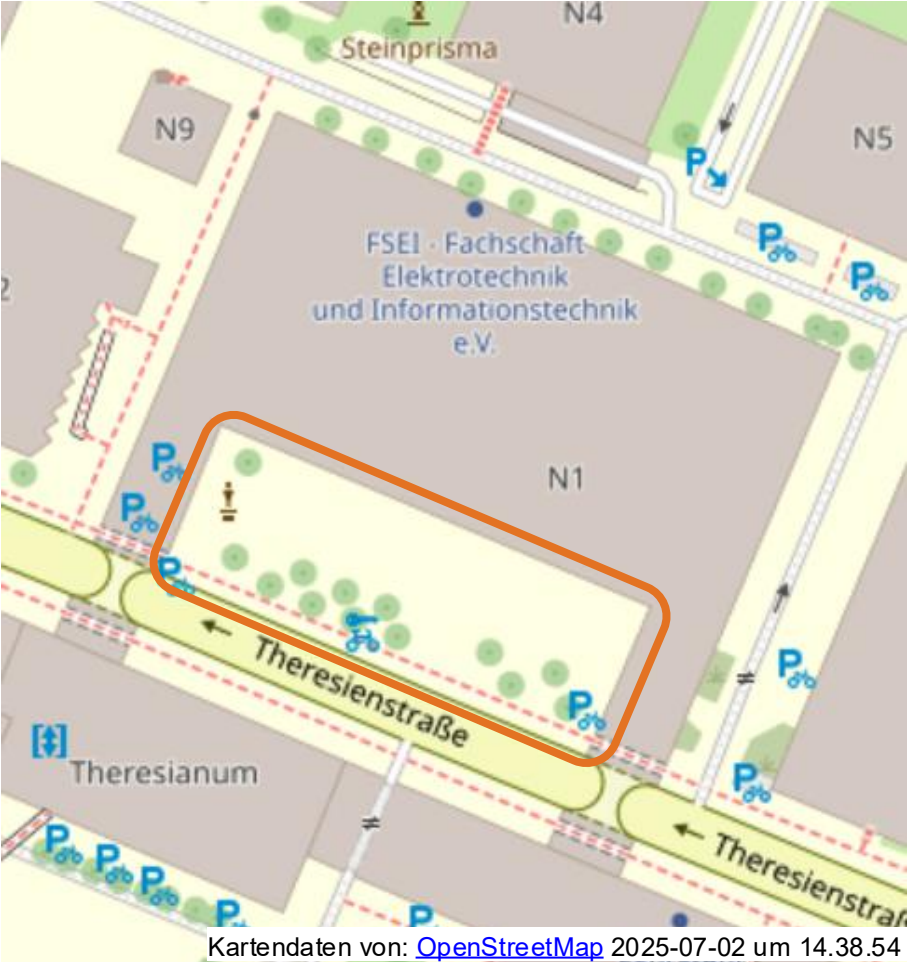 N4
Steinprisma
N9
N5
P
P
P
FSEI - Fachschaft
Elektrotechnik
und Informationstechnik
e.V.
2
P
N1
P
P
Theresienstraße
P
P
Theresianum
P
Theresienstraß
P
P
P
P
P
Kartendaten von: OpenStreetMap 2025-07-02 um 14.38.54